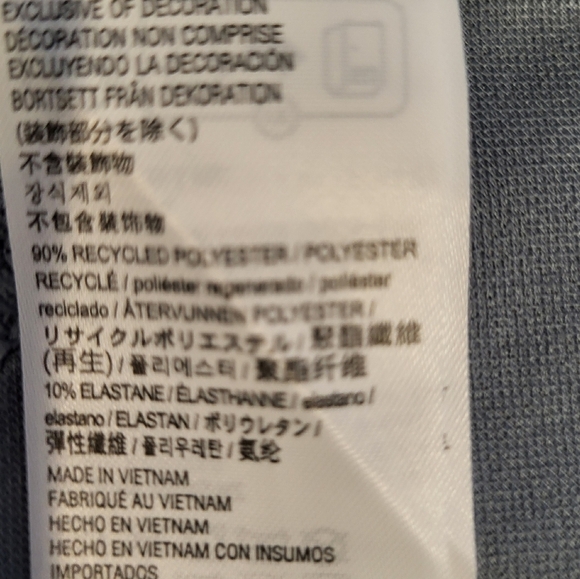 EXCLUSIVE OF DECORATION
DÉCORATION NON COMPRISE
EXCLUYENDO LA DECORACIÓN
BORTSETT FRÅN DEKORATION
(装飾部分を除く)
不含裝飾物
장식제외
不包含装饰物
90% RECYCLED POLYESTER / POLYESTER
RECYCLÉ / poliéster regenerado / poliéster
reciclado / ÅTERVUNNEN POLYESTER /
リサイクルポリエステル / 聚酯纖維
(再生) / 폴리에스터 / 聚酯纤维
10% ELASTANE / ÉLASTHANNE / elastano /
elastano / ELASTAN / ポリウレタン /
彈性纖維 / 폴리우레탄 / 氨纶
MADE IN VIETNAM
FABRIQUÉ AU VIETNAM
HECHO EN VIETNAM
HECHO EN VIETNAM CON INSUMOS
IMPORTADOS